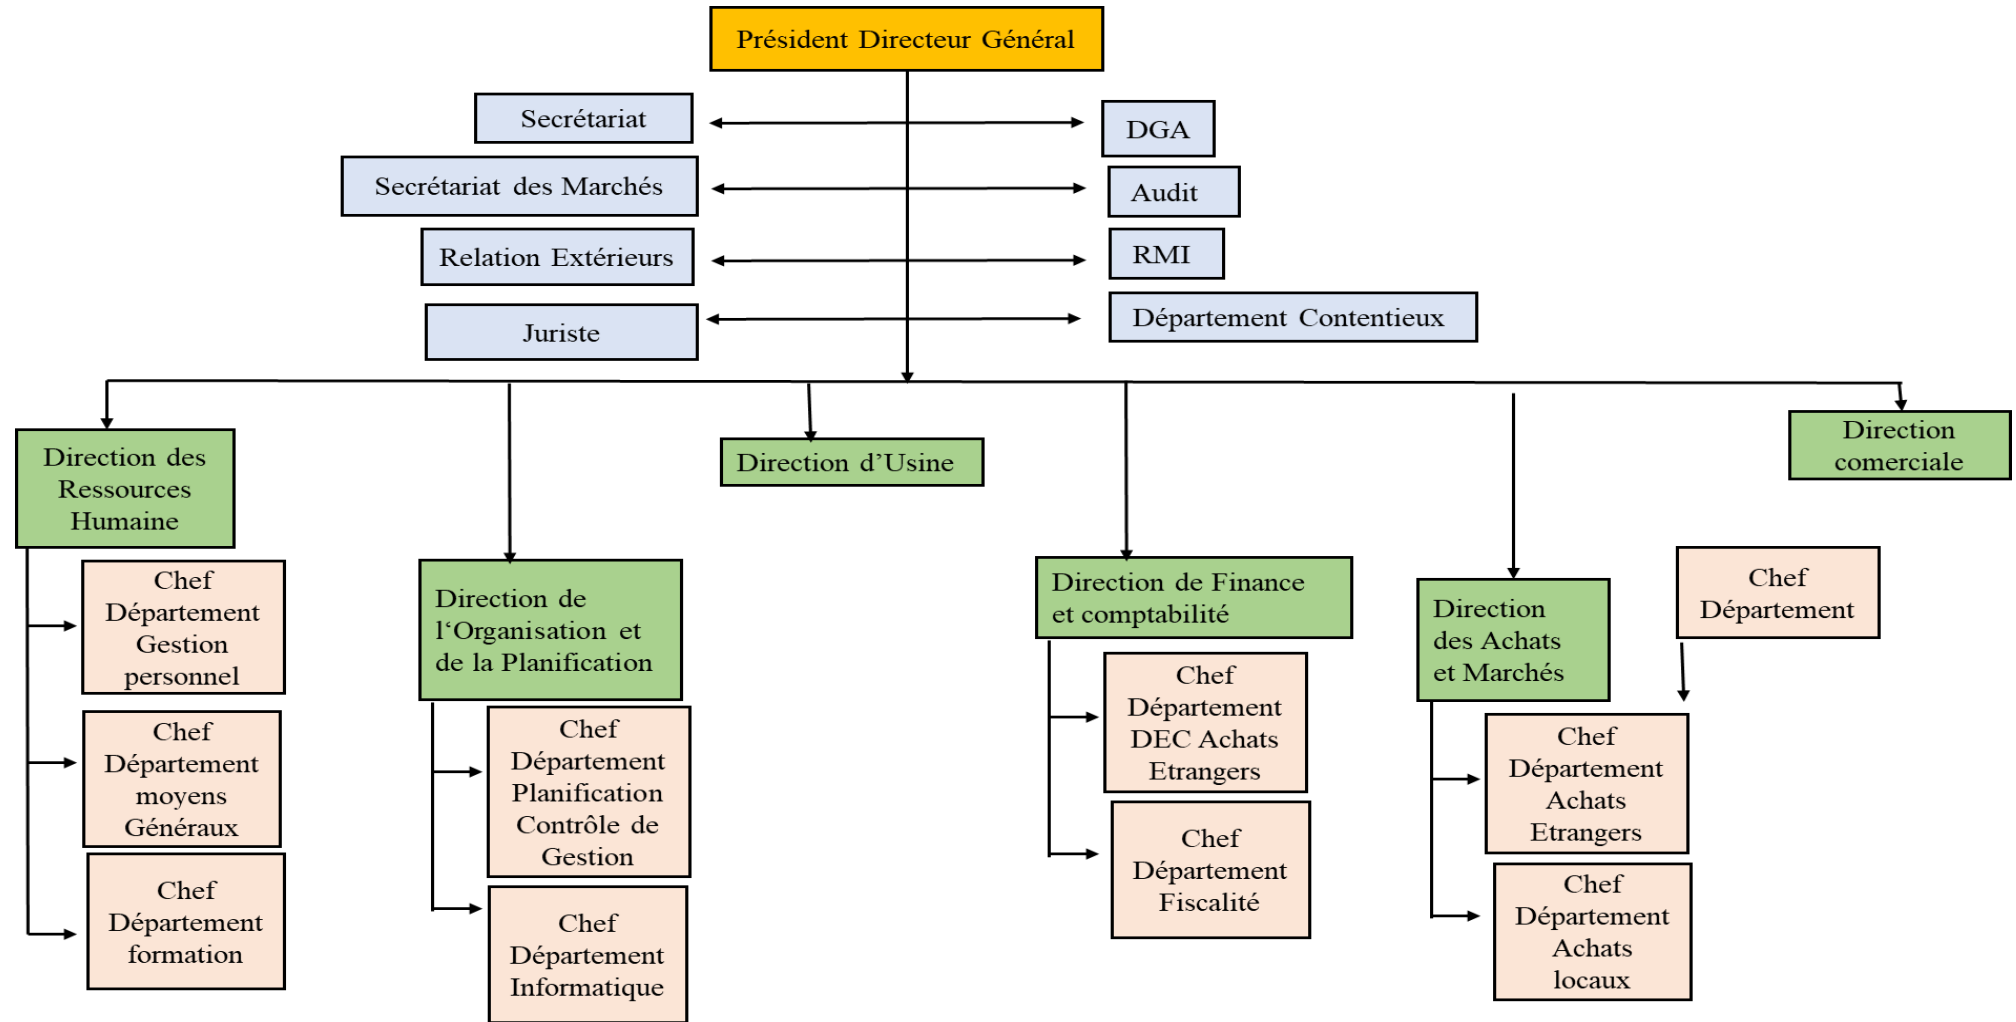 Président Directeur Général
Secrétariat
DGA
Secrétariat des Marchés
Audit
Relation Extérieurs
RMI
Juriste
Département Contentieux
Direction des
Ressources
Humaine
Chef
Département
Gestion
personnel
Chef
Département
moyens
Généraux
Chef
Département
formation
Direction de
l‘Organisation et
de la Planification
Chef
Département
Planification
Contrôle de
Gestion
Chef
Département
Informatique
Direction d’Usine
Direction de Finance
et comptabilité
Chef
Département
DEC Achats
Etrangers
Chef
Département
Fiscalité
Direction
des Achats
et Marchés
Chef
Département
Achats
Etrangers
Chef
Département
Achats
locaux
Direction
comerciale
Chef
Département